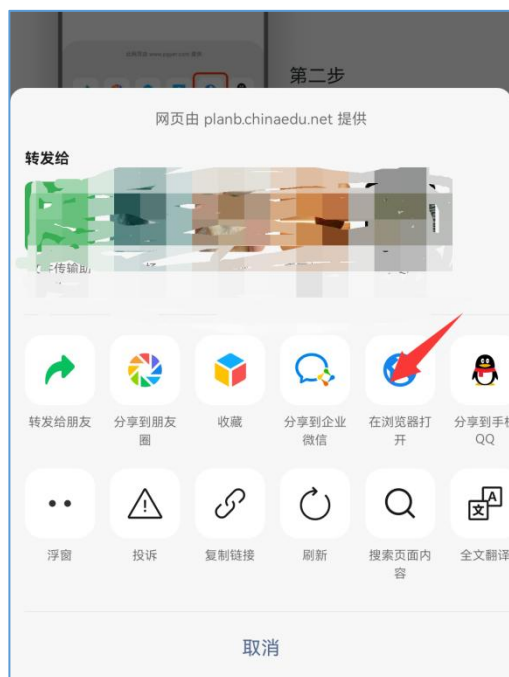 第二步
网页由 planb.chinaedu.net 提供
转发给
转发给朋友
分享到朋友
圈
收藏
分享到企业
微信
在浏览器打
开
分享到手机
QQ
浮窗
投诉
复制链接
刷新
搜索页面内
容
全文翻译
取消